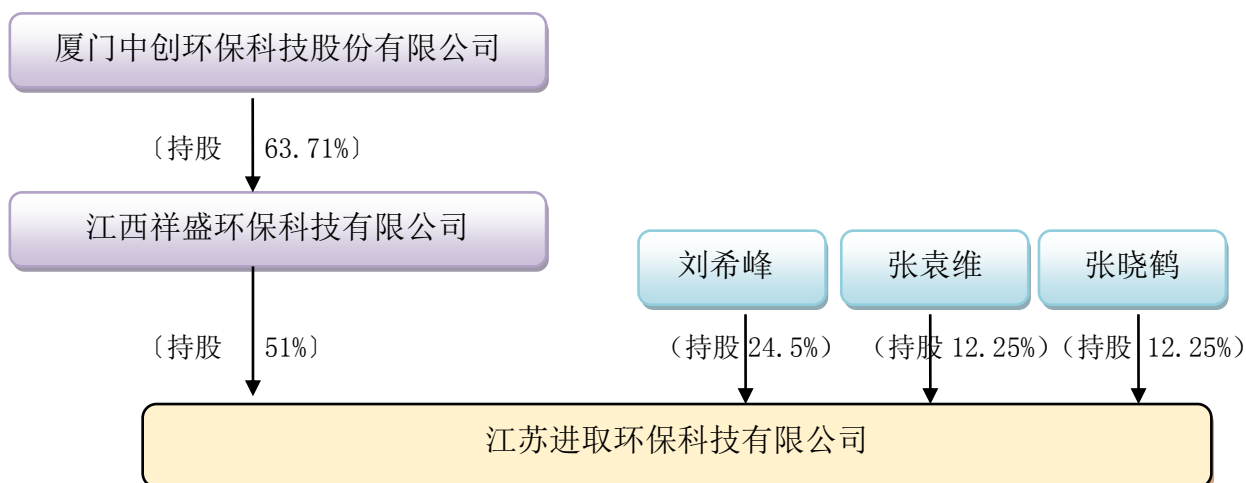 厦门中创环保科技股份有限公司
〔持股 63.71%〕
江西祥盛环保科技有限公司
刘希峰 张袁维 张晓鹤
〔持股 51%〕 （持股 24.5%） （持股 12.25%）（持股 12.25%）
江苏进取环保科技有限公司